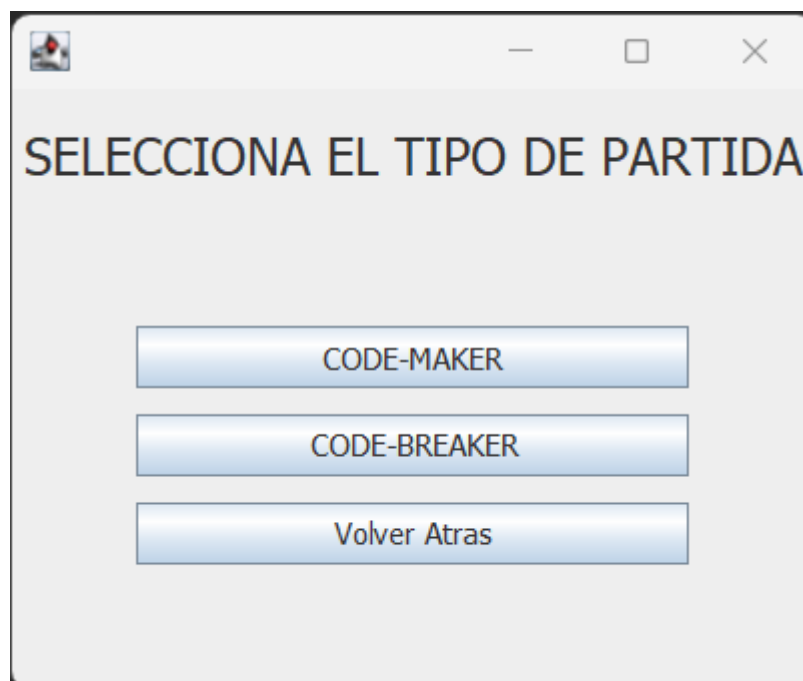 SELECCIONA EL TIPO DE PARTIDA
CODE-MAKER
CODE-BREAKER
Volver Atras